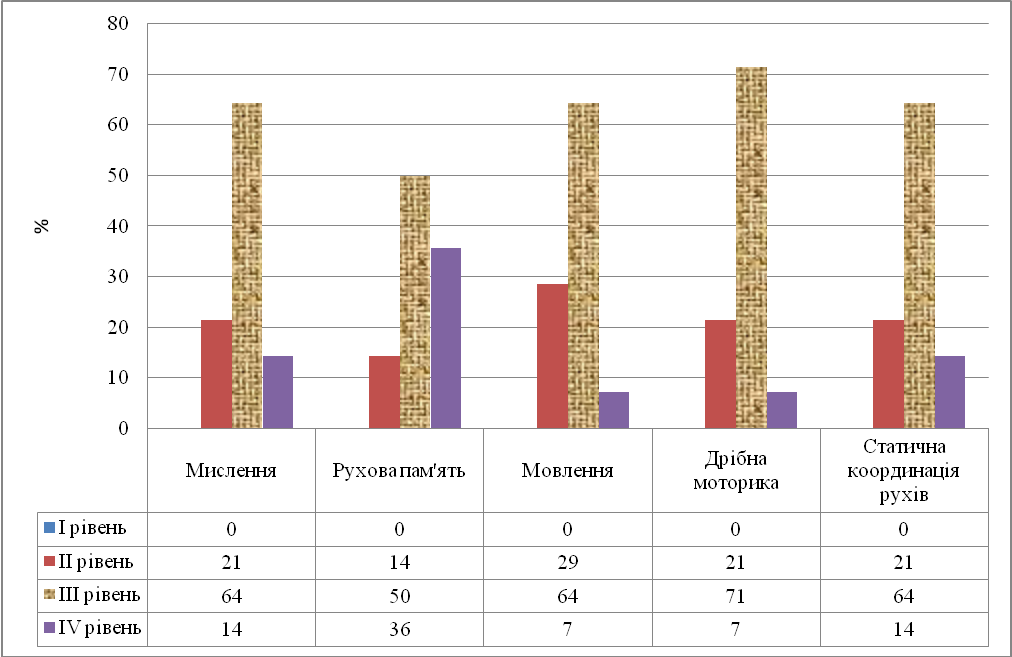 80
70
60
50
40
30
20
10
0
%
Мислення
Рухова пам'ять
Мовлення
Дрібна
моторика
Статична
координація
рухів
I рівень 0 0 0 0 0
II рівень 21 14 29 21 21
III рівень 64 50 64 71 64
IV рівень 14 36 7 7 14